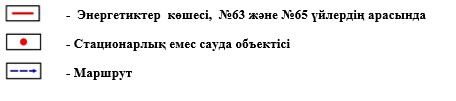 - Энергетиктер көшесі, №63 және №65 үйлердің арасында
- Стационарлық емес сауда объектісі
- Маршрут